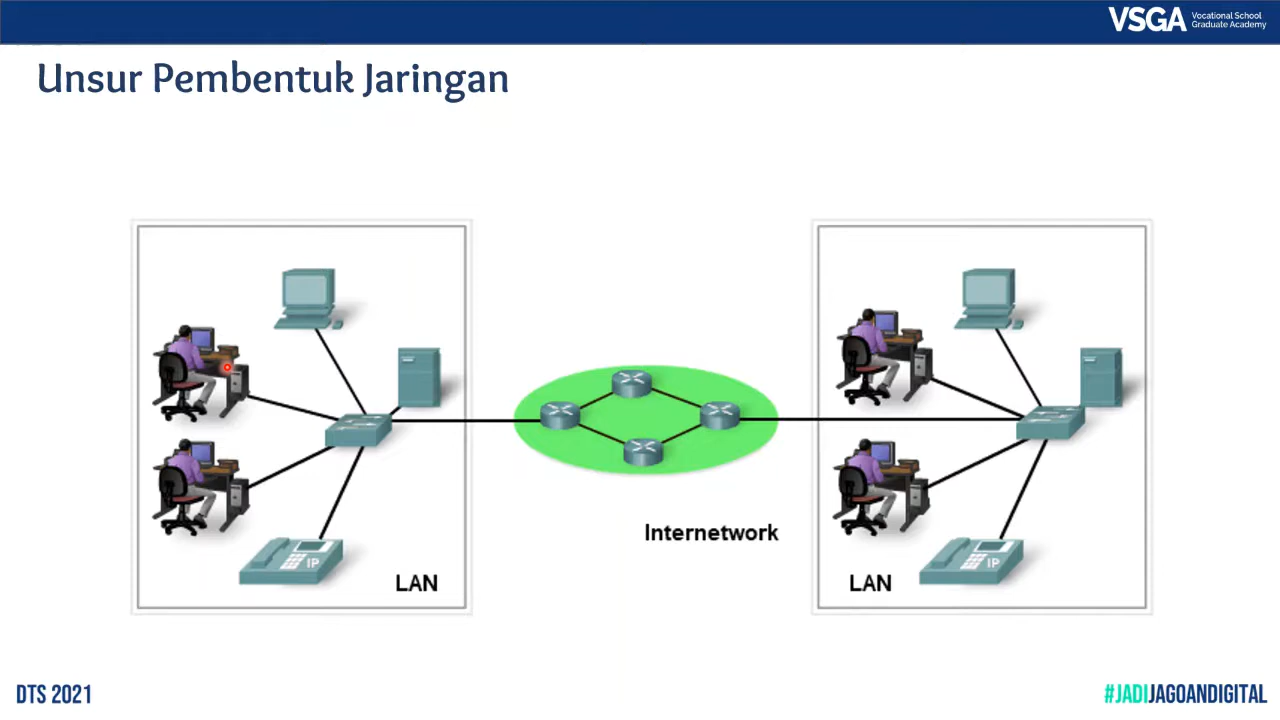 VSGA Vocational School
Graduate Academy
Unsur Pembentuk Jaringan
IP
LAN
Internetwork
IP
LAN
DTS 2021
#JADIJAGOANDIGITAL